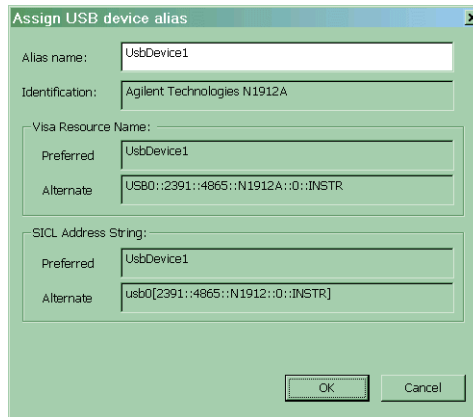 Assign USB device alias
Alias name: UsbDevice1
Identification: Agilent Technologies N1912A
Visa Resource Name:
Preferred UsbDevice1
Alternate USB0::2391::4865::N1912A::0::INSTR
SICL Address String:
Preferred UsbDevice1
Alternate usb0[2391::4865::N1912::0::INSTR]
OK Cancel